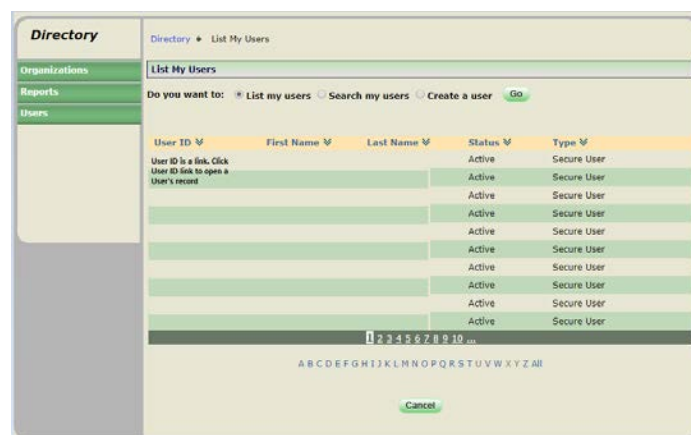 Directory
Directory List My Users
Organizations
Reports
Users
List My Users
Do you want to: List my users Search my users Create a user Go
User ID First Name Last Name Status Type
User ID is a link. Click
User ID link to open a
User's record
Active Secure User
Active Secure User
Active Secure User
Active Secure User
Active Secure User
Active Secure User
Active Secure User
Active Secure User
Active Secure User
Active Secure User
1 2 3 4 5 6 7 8 9 10 ...
A B C D E F G H I J K L M N O P Q R S T U V W X Y Z All
Cancel